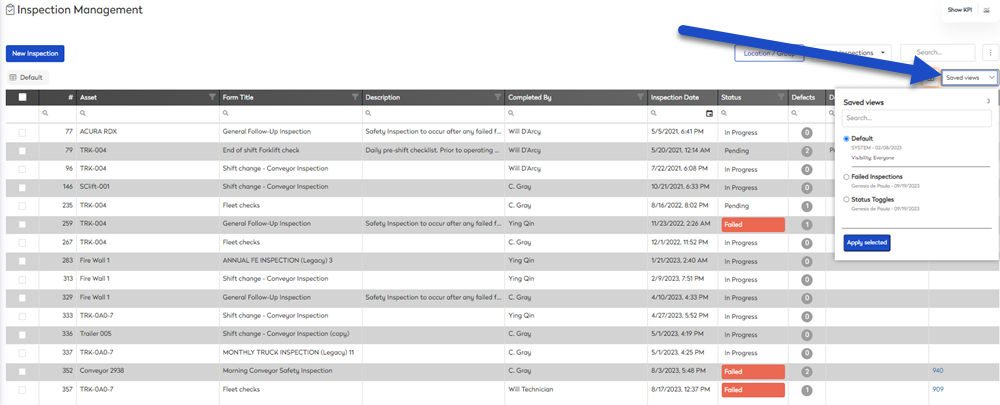 Inspection Management
Show KPI
New Inspection
Location / Group
Inspections
Search...
Default
Saved views
# Asset Form Title Description Completed By Inspection Date Status Defects
77 ACURA RDX General Follow-Up Inspection Safety Inspection to occur after any failed f... Will D'Arcy 5/5/2021, 6:41 PM In Progress 0
79 TRK-004 End of shift Forklift check Daily pre-shift checklist. Prior to operating ... Will D'Arcy 5/20/2021, 12:14 AM Pending 2
96 TRK-004 Shift change - Conveyor Inspection Will D'Arcy 7/22/2021, 6:08 PM In Progress 0
146 SClift-001 Shift change - Conveyor Inspection C. Gray 10/21/2021, 6:33 PM In Progress 0
235 TRK-004 Fleet checks C. Gray 8/16/2022, 8:02 PM Pending 1
259 TRK-004 General Follow-Up Inspection Safety Inspection to occur after any failed f... Ying Qin 11/23/2022, 2:26 AM Failed 1
267 TRK-004 Fleet checks C. Gray 12/1/2022, 11:52 PM In Progress 0
283 Fire Wall 1 ANNUAL FE INSPECTION (Legacy) 3 Ying Qin 1/21/2023, 2:40 AM In Progress 0
313 Fire Wall 1 Shift change - Conveyor Inspection Ying Qin 2/9/2023, 7:51 PM In Progress 0
329 Fire Wall 1 General Follow-Up Inspection Safety Inspection to occur after any failed f... C. Gray 4/10/2023, 4:33 PM In Progress 0
333 TRK-0A0-7 Shift change - Conveyor Inspection Ying Qin 4/27/2023, 5:52 PM In Progress 0
336 Trailer 005 Shift change - Conveyor Inspection (copy) C. Gray 5/1/2023, 4:19 PM In Progress 0
337 TRK-0A0-7 MONTHLY TRUCK INSPECTION (Legacy) 11 C. Gray 5/1/2023, 4:25 PM In Progress 0
352 Conveyor 2938 Morning Conveyor Safety Inspection C. Gray 8/3/2023, 5:48 PM Failed 2 940
357 TRK-0A0-7 Fleet checks Will Technician 8/17/2023, 12:37 PM Failed 1 909
Saved views 3
Search...
Default
SYSTEM - 02/08/2023
Visibility: Everyone
Failed Inspections
Genesis de Paula - 09/19/2023
Status Toggles
Genesis de Paula - 09/19/2023
Apply selected